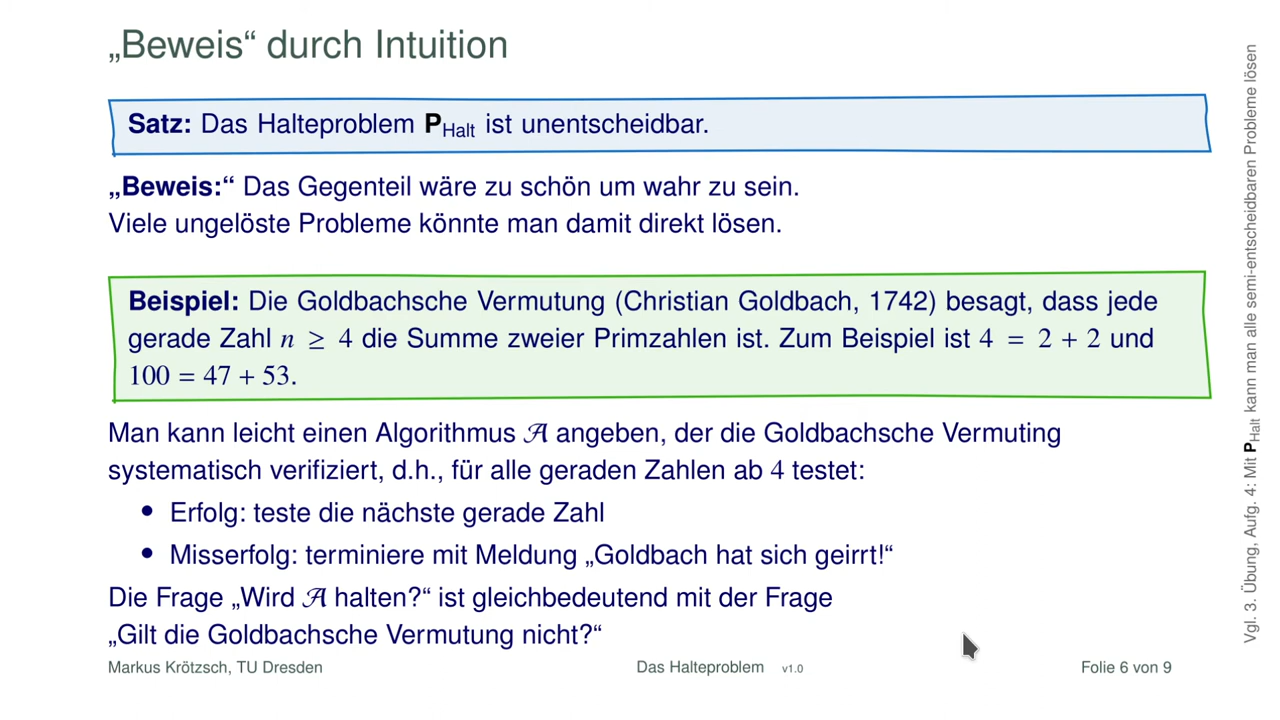 „Beweis“ durch Intuition
Satz: Das Halteproblem P_Halt ist unentscheidbar.
„Beweis:“ Das Gegenteil wäre zu schön um wahr zu sein.
Viele ungelöste Probleme könnte man damit direkt lösen.
Beispiel: Die Goldbachsche Vermutung (Christian Goldbach, 1742) besagt, dass jede
gerade Zahl n ≥ 4 die Summe zweier Primzahlen ist. Zum Beispiel ist 4 = 2 + 2 und
100 = 47 + 53.
Man kann leicht einen Algorithmus 𝒜 angeben, der die Goldbachsche Vermuting
systematisch verifiziert, d.h., für alle geraden Zahlen ab 4 testet:
• Erfolg: teste die nächste gerade Zahl
• Misserfolg: terminiere mit Meldung „Goldbach hat sich geirrt!“
Die Frage „Wird 𝒜 halten?“ ist gleichbedeutend mit der Frage
„Gilt die Goldbachsche Vermutung nicht?“
Markus Krötzsch, TU Dresden Das Halteproblem v1.0 Folie 6 von 9
Vgl. 3. Übung, Aufg. 4: Mit P_Halt kann man alle semi-entscheidbaren Probleme lösen